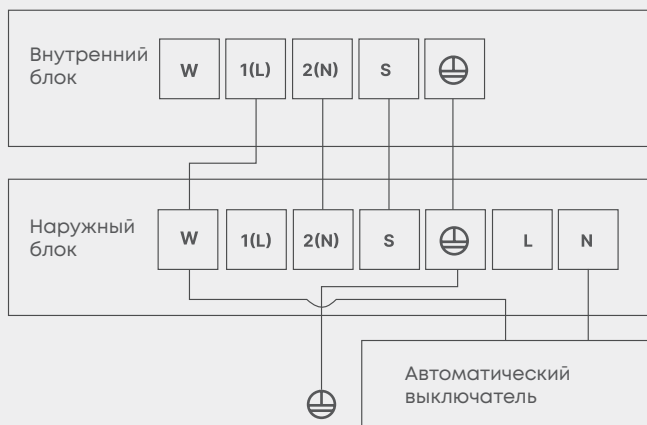 Внутренний
блок
W 1(L) 2(N) S
Наружный
блок
W 1(L) 2(N) S L N
Автоматический
выключатель